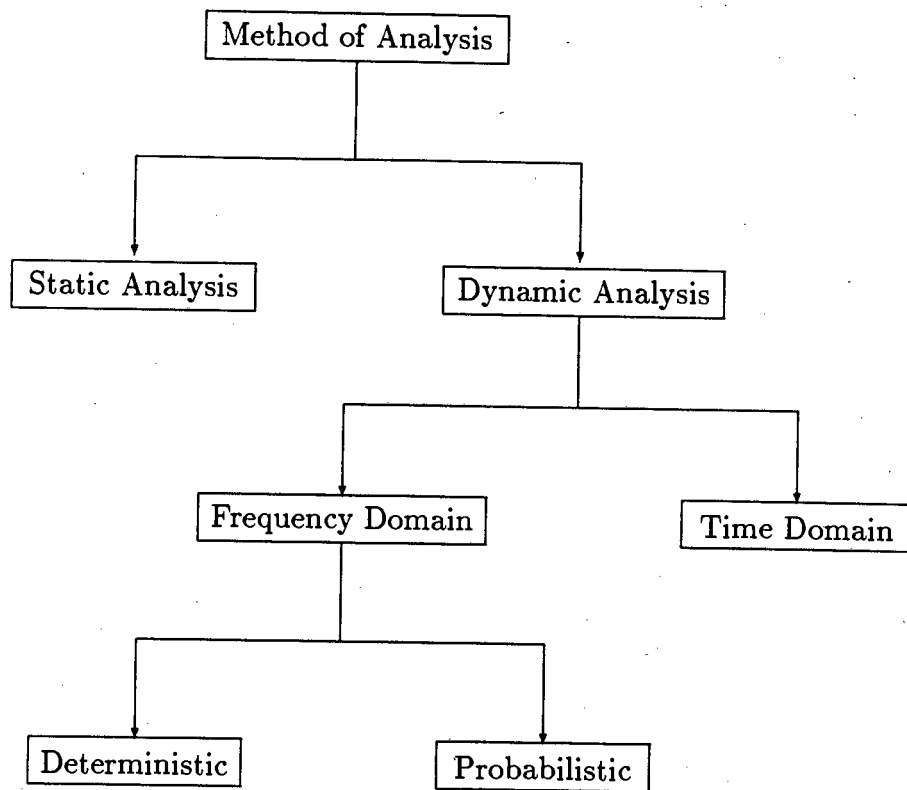 Method of Analysis
Static Analysis
Dynamic Analysis
Frequency Domain
Time Domain
Deterministic
Probabilistic